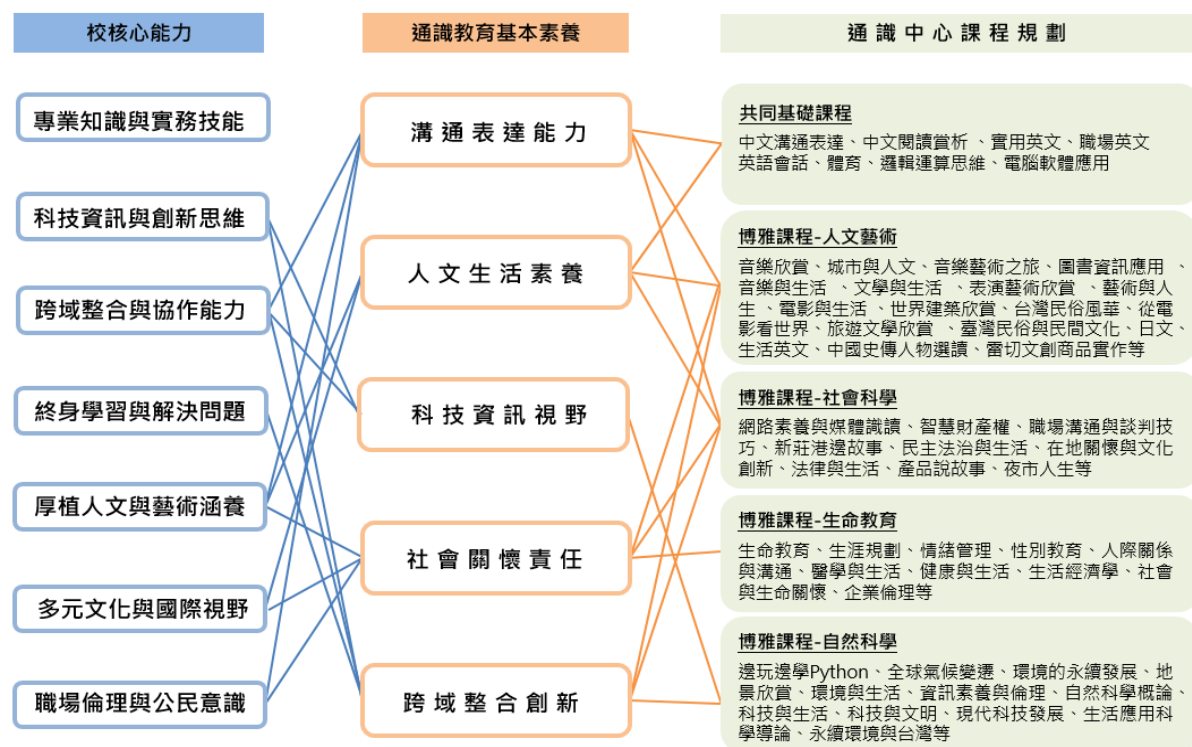 校核心能力
通識教育基本素養
通識中心課程規劃
專業知識與實務技能
科技資訊與創新思維
跨域整合與協作能力
終身學習與解決問題
厚植人文與藝術涵養
多元文化與國際視野
職場倫理與公民意識
溝通表達能力
人文生活素養
科技資訊視野
社會關懷責任
跨域整合創新
共同基礎課程
中文溝通表達、中文閱讀賞析 、實用英文、職場英文
英語會話、體育、邏輯運算思維、電腦軟體應用
博雅課程-人文藝術
音樂欣賞、城市與人文、音樂藝術之旅、圖書資訊應用 、
音樂與生活 、文學與生活 、表演藝術欣賞 、藝術與人
生 、電影與生活 、世界建築欣賞、台灣民俗風華、從電
影看世界、旅遊文學欣賞 、臺灣民俗與民間文化、日文、
生活英文、中國史傳人物選讀、雷切文創商品實作等
博雅課程-社會科學
網路素養與媒體識讀、智慧財產權、職場溝通與談判技
巧、新莊港邊故事、民主法治與生活、在地關懷與文化
創新、法律與生活、產品說故事、夜市人生等
博雅課程-生命教育
生命教育、生涯規劃、情緒管理、性別教育、人際關係
與溝通、醫學與生活、健康與生活、生活經濟學、社會
與生命關懷、企業倫理等
博雅課程-自然科學
邊玩邊學Python、全球氣候變遷、環境的永續發展、地
景欣賞、環境與生活、資訊素養與倫理、自然科學概論、
科技與生活、科技與文明、現代科技發展、生活應用科
學導論、永續環境與台灣等